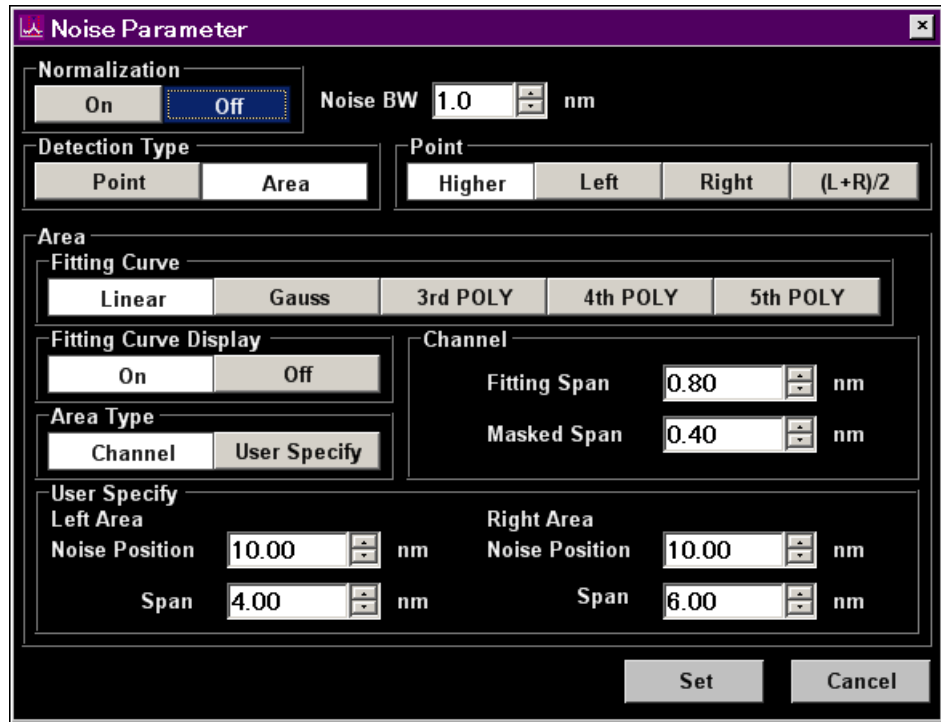 Noise Parameter
Normalization
On Off Noise BW 1.0 nm
Detection Type Point
Point Area Higher Left Right (L+R)/2
Area
Fitting Curve
Linear Gauss 3rd POLY 4th POLY 5th POLY
Fitting Curve Display Channel
On Off Fitting Span 0.80 nm
Area Type Masked Span 0.40 nm
Channel User Specify
User Specify
Left Area Right Area
Noise Position 10.00 nm Noise Position 10.00 nm
Span 4.00 nm Span 6.00 nm
Set Cancel